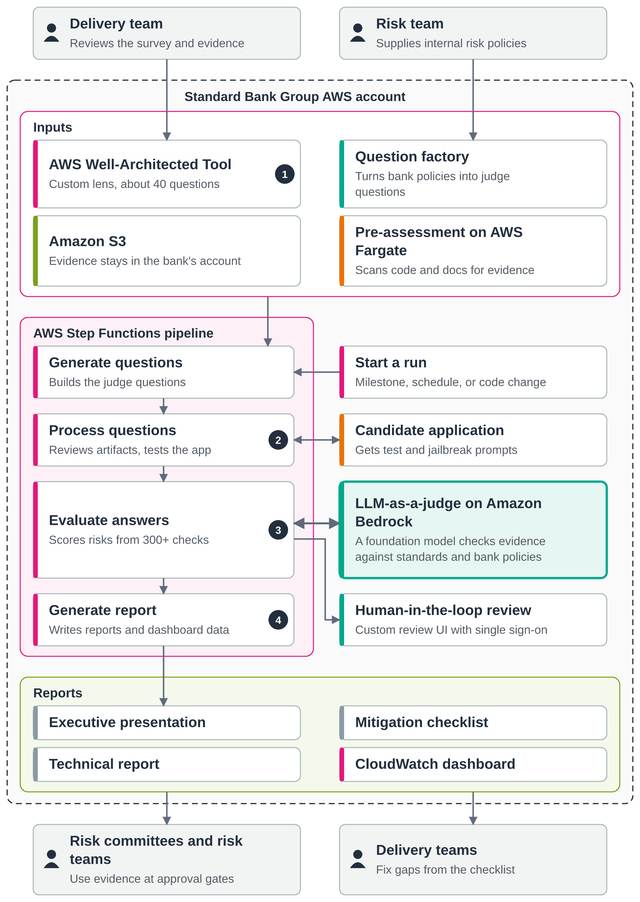 Delivery team
Reviews the survey and evidence
Risk team
Supplies internal risk policies
Standard Bank Group AWS account
Inputs
AWS Well-Architected Tool
Custom lens, about 40 questions
1
Question factory
Turns bank policies into judge
questions
Amazon S3
Evidence stays in the bank's account
Pre-assessment on AWS
Fargate
Scans code and docs for evidence
AWS Step Functions pipeline
Generate questions
Builds the judge questions
Start a run
Milestone, schedule, or code change
Process questions
Reviews artifacts, tests the app
2
Candidate application
Gets test and jailbreak prompts
Evaluate answers
Scores risks from 300+ checks
3
LLM-as-a-judge on Amazon
Bedrock
A foundation model checks evidence
against standards and bank policies
Generate report
Writes reports and dashboard data
4
Human-in-the-loop review
Custom review UI with single sign-on
Reports
Executive presentation
Mitigation checklist
Technical report
CloudWatch dashboard
Risk committees and risk
teams
Use evidence at approval gates
Delivery teams
Fix gaps from the checklist